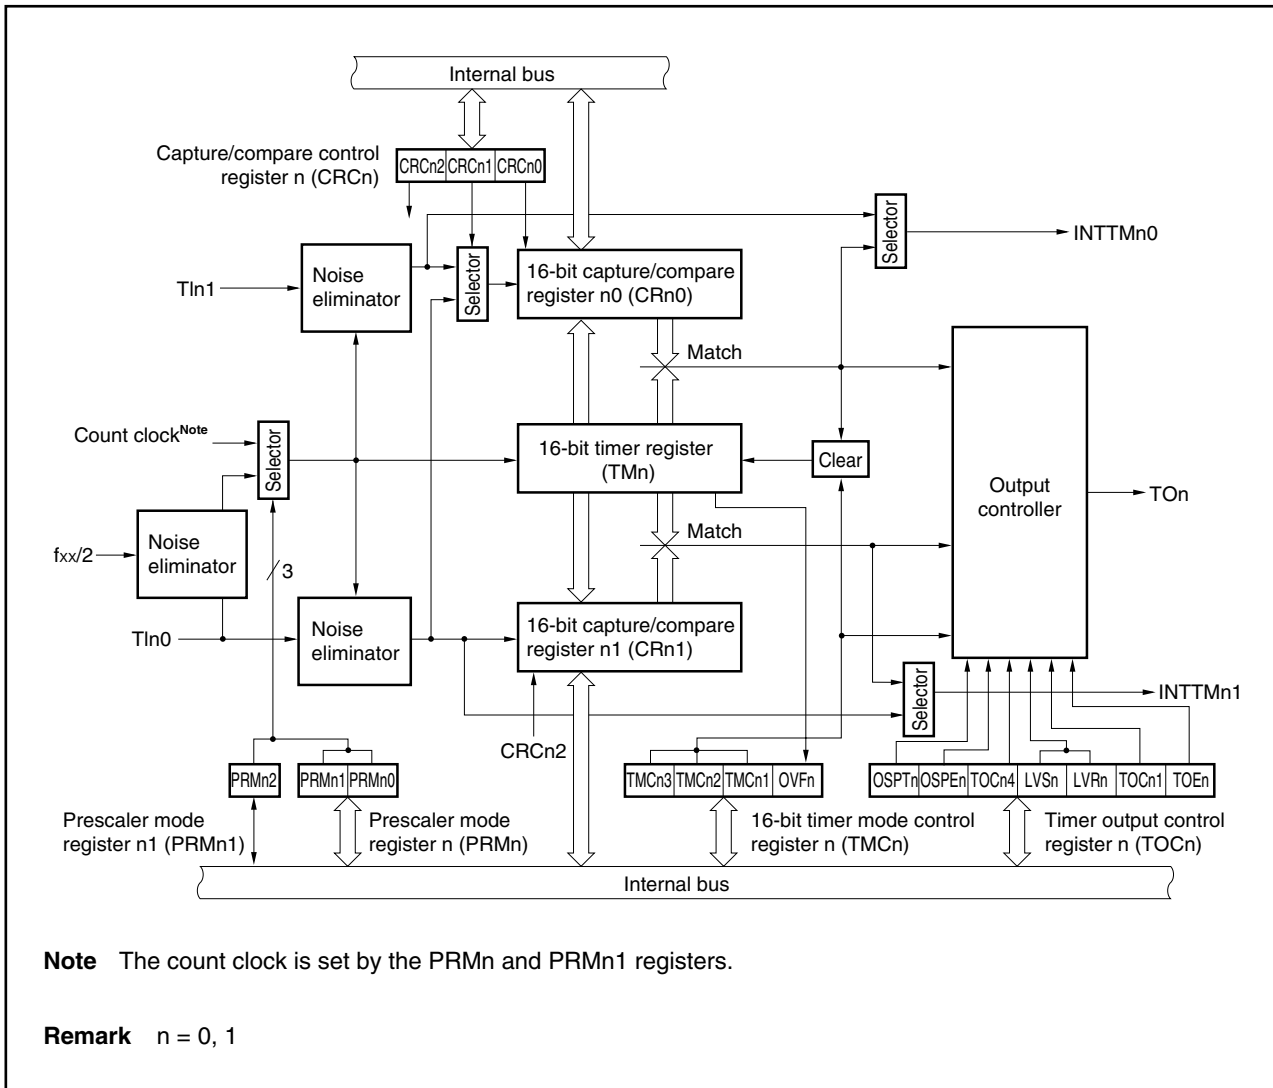 Internal bus
Capture/compare control
register n (CRCn)
CRCn2 CRCn1 CRCn0
Selector
INTTMn0
TIn1
Noise
eliminator
Selector
16-bit capture/compare
register n0 (CRn0)
Match
Count clockNote
Selector
16-bit timer register
(TMn)
Clear
Output
controller
TOn
fxx/2
Noise
eliminator
3
Match
TIn0
Noise
eliminator
16-bit capture/compare
register n1 (CRn1)
Selector
INTTMn1
CRCn2
PRMn2
PRMn1 PRMn0
TMCn3 TMCn2 TMCn1 OVFn
OSPTn OSPEn TOCn4 LVSn LVRn TOCn1 TOEn
Prescaler mode
register n1 (PRMn1)
Prescaler mode
register n (PRMn)
16-bit timer mode control
register n (TMCn)
Timer output control
register n (TOCn)
Internal bus
Note The count clock is set by the PRMn and PRMn1 registers.
Remark n = 0, 1